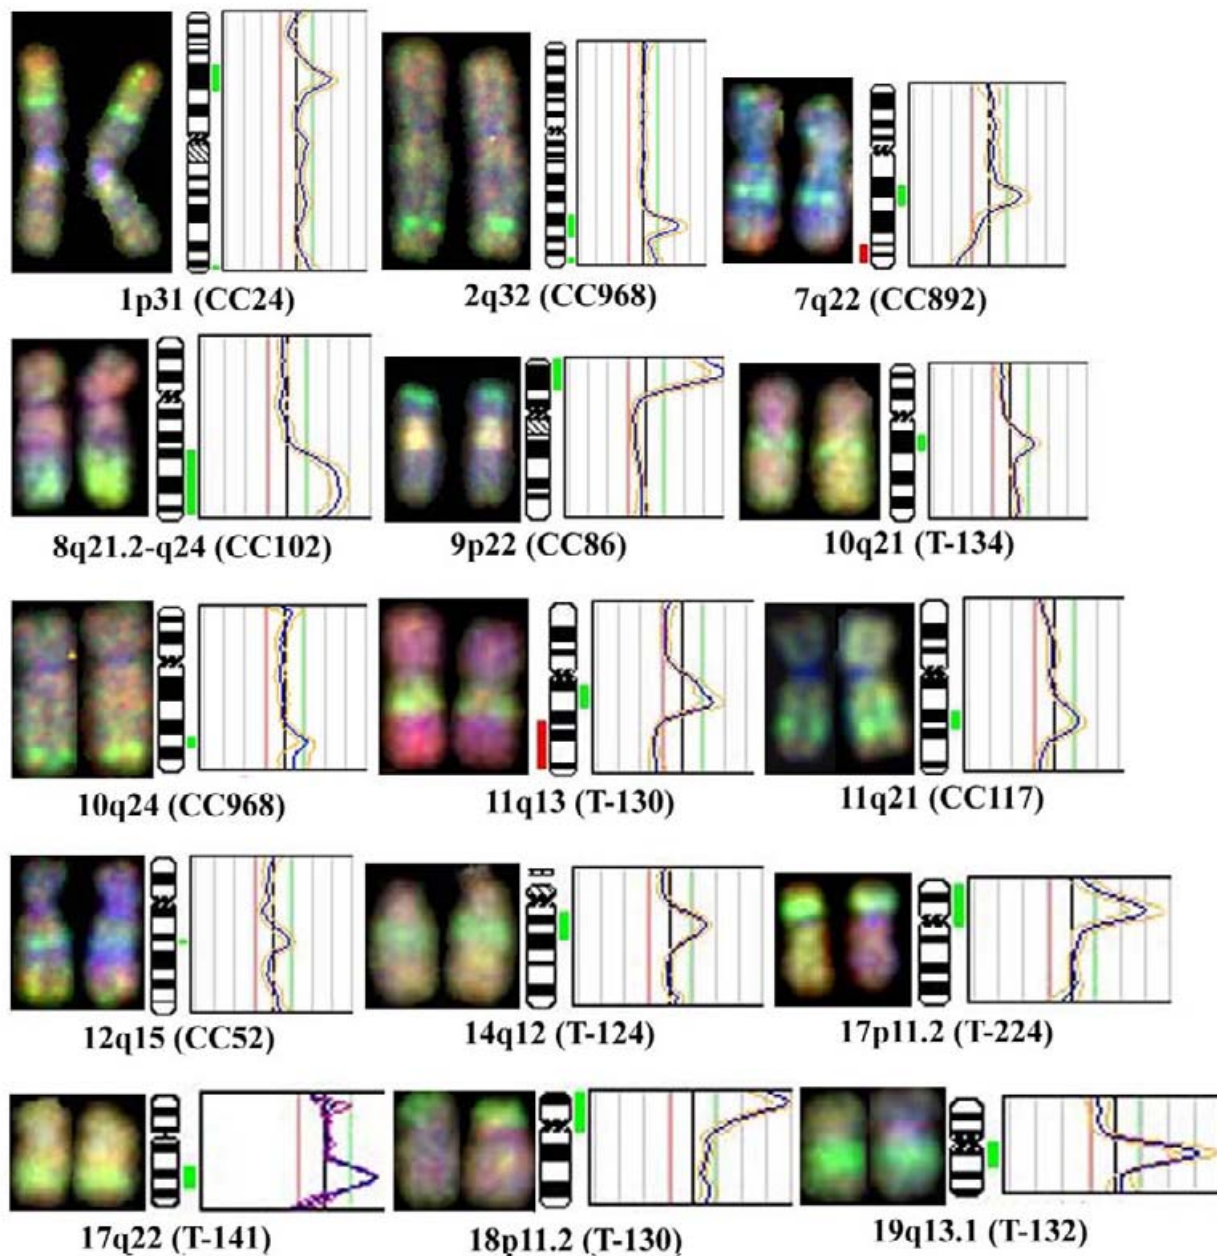 1p31 (CC24)
2q32 (CC968)
7q22 (CC892)
8q21.2-q24 (CC102)
9p22 (CC86)
10q21 (T-134)
10q24 (CC968)
11q13 (T-130)
11q21 (CC117)
12q15 (CC52)
14q12 (T-124)
17p11.2 (T-224)
17q22 (T-141)
18p11.2 (T-130)
19q13.1 (T-132)